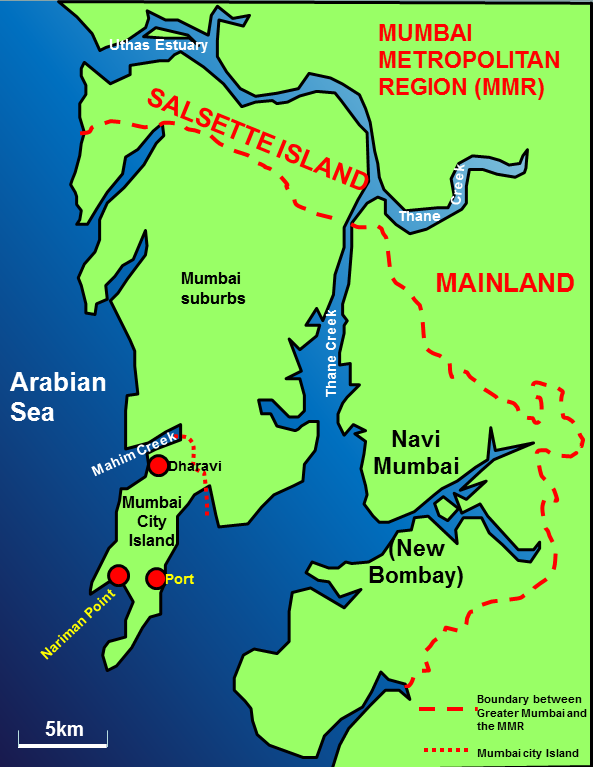 Uthas Estuary
MUMBAI
METROPOLITAN
REGION (MMR)
SALSETTE ISLAND
Thane
Creek
Mumbai
suburbs
MAINLAND
Thane Creek
Arabian
Sea
Mahim Creek
Dharavi
Navi
Mumbai
Mumbai
City
Island
(New
Bombay)
Nariman Point
Port
Boundary between
Greater Mumbai and
the MMR
Mumbai city Island
5km